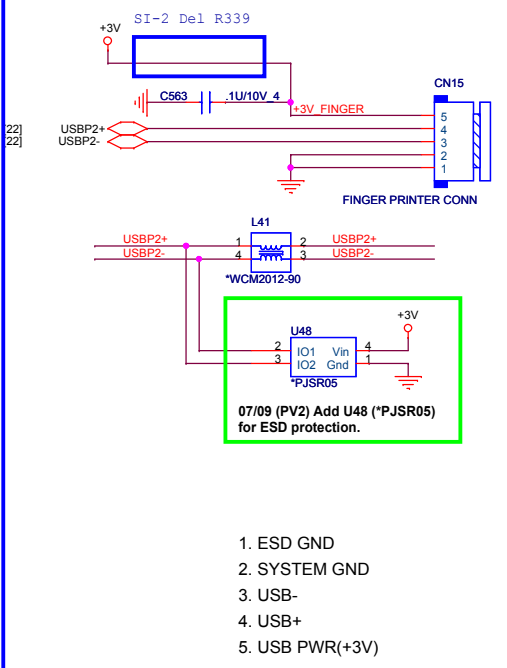 SI-2 Del R339
+3V
CN15
C563 .1U/10V_4
+3V_FINGER
22] USBP2+
22] USBP2-
5
4
3
2
1
FINGER PRINTER CONN
L41
USBP2+ 1 2 USBP2+
USBP2- 4 3 USBP2-
*WCM2012-90
+3V
U48
2 IO1 Vin 4
3 IO2 Gnd 1
*PJSR05
07/09 (PV2) Add U48 (*PJSR05)
for ESD protection.
1. ESD GND
2. SYSTEM GND
3. USB-
4. USB+
5. USB PWR(+3V)